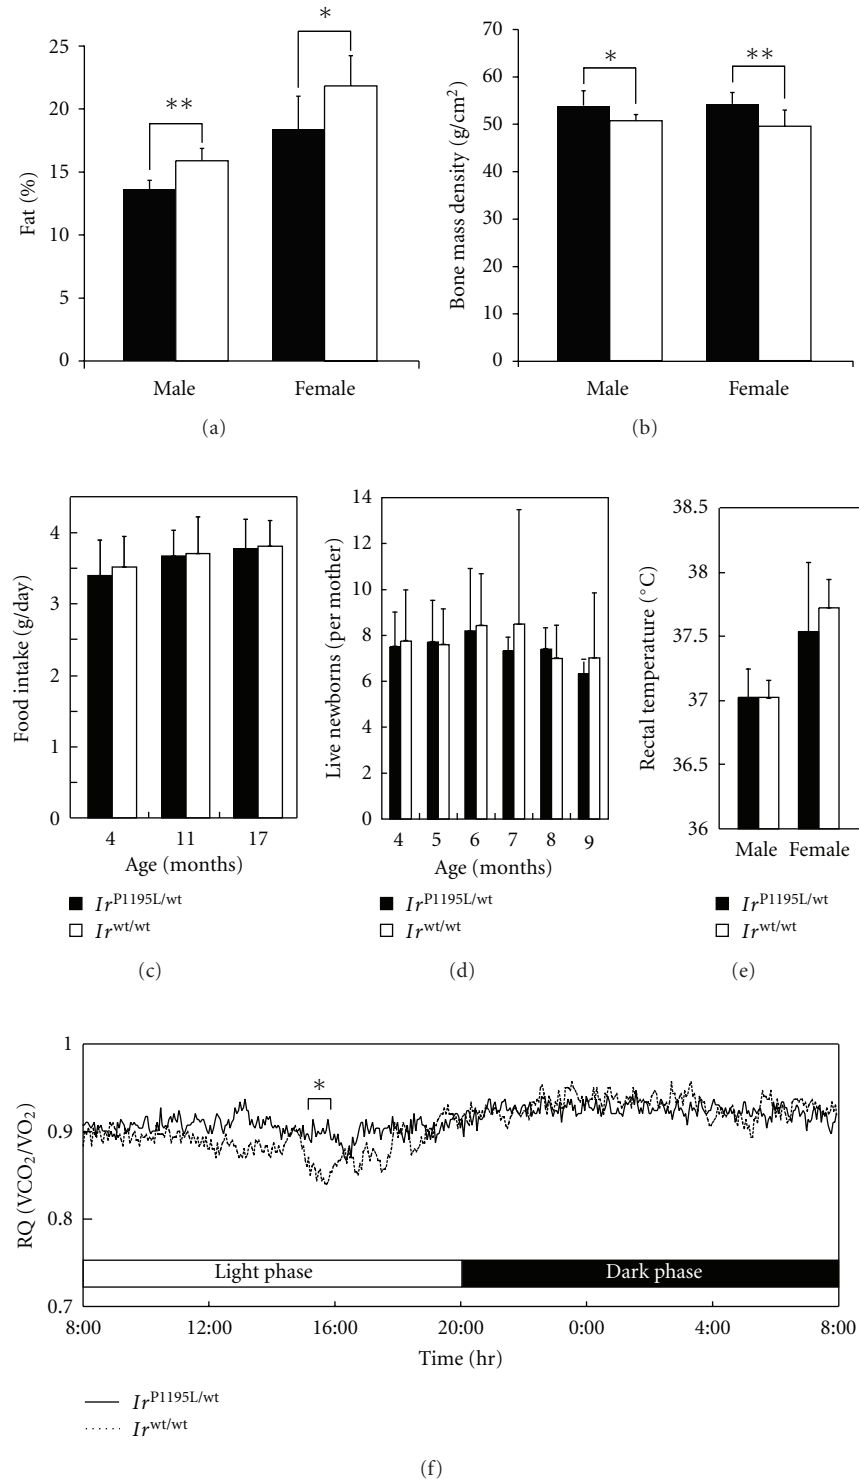 *
*
**
**
25
20
15
10
5
0
Fat (%)
Male
Female
(a)
70
60
50
40
30
20
10
0
Bone mass density (g/cm²)
Male
Female
(b)
4
3
2
1
0
Food intake (g/day)
4
11
17
Age (months)
Ir^P1195L/wt
Ir^wt/wt
(c)
14
12
10
8
6
4
2
0
Live newborns (per mother)
4
5
6
7
8
9
Age (months)
Ir^P1195L/wt
Ir^wt/wt
(d)
38.5
38
37.5
37
36.5
36
Rectal temperature (°C)
Male
Female
Ir^P1195L/wt
Ir^wt/wt
(e)
1
0.9
0.8
0.7
RQ (VCO₂/VO₂)
*
Light phase
Dark phase
8:00
12:00
16:00
20:00
0:00
4:00
8:00
Time (hr)
Ir^P1195L/wt
Ir^wt/wt
(f)